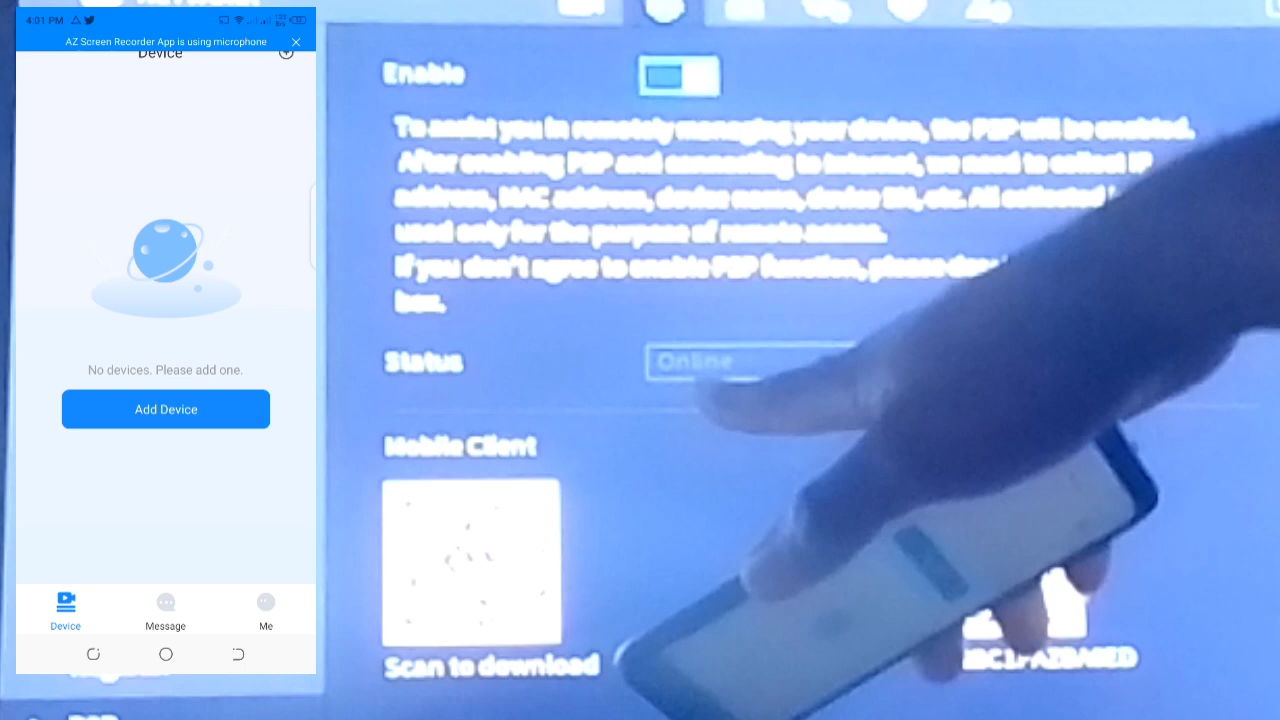 4:01 PM
AZ Screen Recorder App is using microphone
Device
No devices. Please add one.
Add Device
Device
Message
Me
Enable
To assist you in remotely managing your device, the P2P will be enabled.
After enabling P2P and connecting to Internet, we need to collect IP
address, MAC address, device name, device SN, etc. All collected
used only for the purpose of remote access.
If you don't agree to enable P2P function, please
box.
Status
Online
Mobile Client
Scan to download